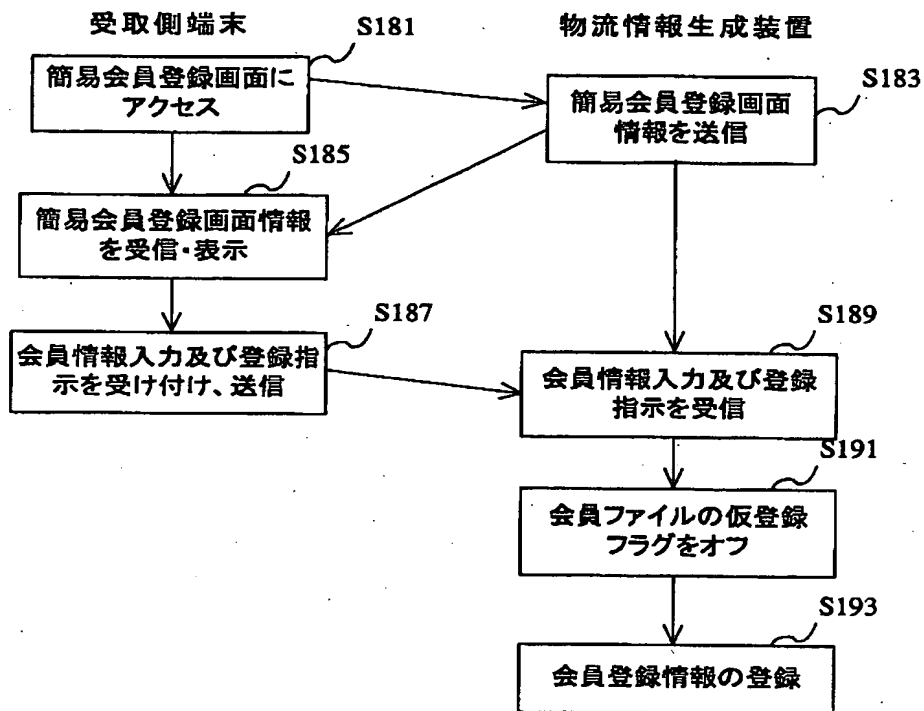 受取側端末
物流情報生成装置
S181
簡易会員登録画面に
アクセス
S183
簡易会員登録画面
情報を送信
S185
簡易会員登録画面情報
を受信・表示
S187
会員情報入力及び登録指
示を受け付け、送信
S189
会員情報入力及び登録
指示を受信
S191
会員ファイルの仮登録
フラグをオフ
S193
会員登録情報の登録